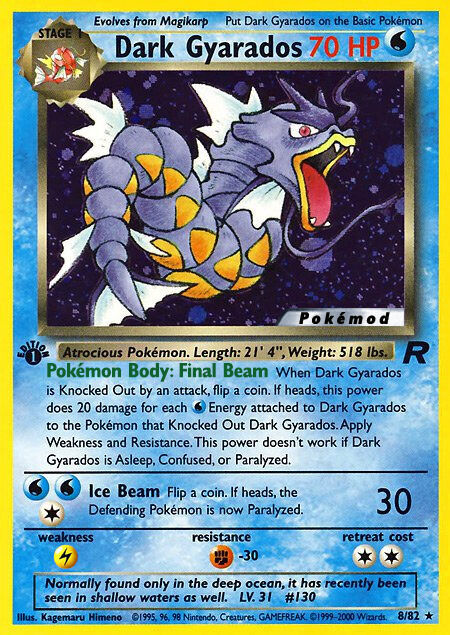 Evolves from Magikarp Put Dark Gyarados on the Basic Pokémon
STAGE 1
Dark Gyarados 70 HP
Pokémod
EDITION
1
Atrocious Pokémon. Length: 21' 4", Weight: 518 lbs.
R
Pokémon Body: Final Beam When Dark Gyarados
is Knocked Out by an attack, flip a coin. If heads, this power
does 20 damage for each Energy attached to Dark Gyarados
to the Pokémon that Knocked Out Dark Gyarados. Apply
Weakness and Resistance. This power doesn't work if Dark
Gyarados is Asleep, Confused, or Paralyzed.
Ice Beam Flip a coin. If heads, the
Defending Pokémon is now Paralyzed.
30
weakness resistance retreat cost
-30
Normally found only in the deep ocean, it has recently been
seen in shallow waters as well. LV. 31 #130
Illus. Kagemaru Himeno ©1995, 96, 98 Nintendo, Creatures, GAMEFREAK. ©1999-2000 Wizards. 8/82 ★